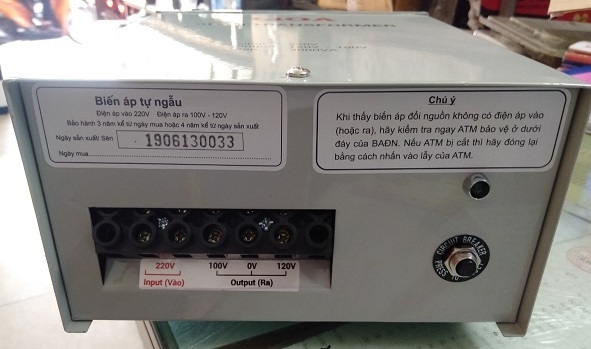 LIOA
TRANSFORMER
Biến áp tự ngẫu
Điện áp vào 220V Điện áp ra 100V - 120V
Bảo hành 3 năm kể từ ngày mua hoặc 4 năm kể từ ngày sản xuất
Ngày sản xuất/ Sêri 1906130033
Ngày mua
Chú ý
Khi thấy biến áp đổi nguồn không có điện áp vào
(hoặc ra), hãy kiểm tra ngay ATM bảo vệ ở dưới
đáy của BAĐN. Nếu ATM bị cắt thì hãy đóng lại
bằng cách nhấn vào lẫy của ATM.
CIRCUIT BREAKER
PRESS TO
220V 100V 0V 120V
Input (Vào) Output (Ra)